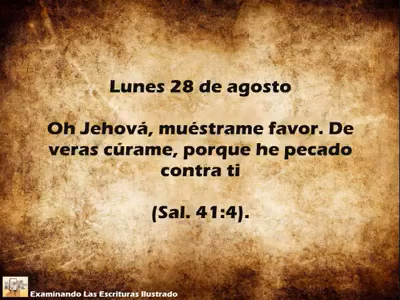 Lunes 28 de agosto
Oh Jehová, muéstrame favor. De
veras cúrame, porque he pecado
contra ti
(Sal. 41:4).
Examinando Las Escrituras Ilustrado